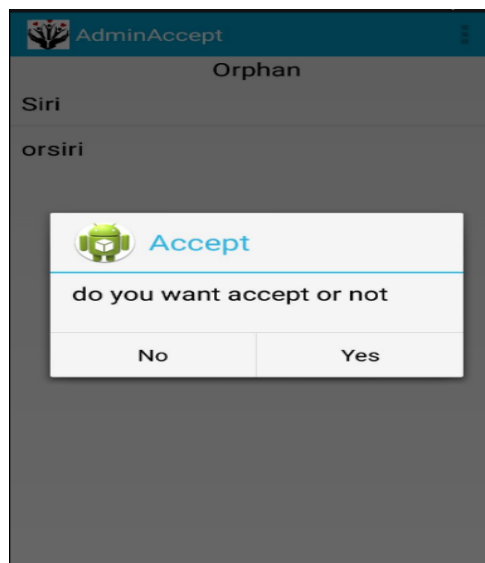 AdminAccept
Orphan
Siri
orsiri
Accept
do you want accept or not
No Yes